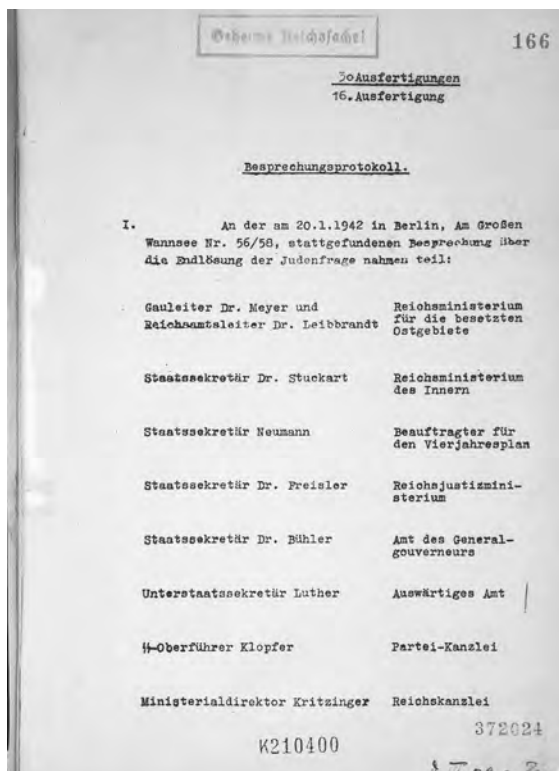 Geheime Reichssache!
166
30 Ausfertigungen
16. Ausfertigung
Besprechungsprotokoll.
I. An der am 20.1.1942 in Berlin, Am Großen
Wannsee Nr. 56/58, stattgefundenen Besprechung über
die Endlösung der Judenfrage nahmen teil:
Gauleiter Dr. Meyer und Reichsministerium
Reichsamtsleiter Dr. Leibbrandt für die besetzten
Ostgebiete
Staatssekretär Dr. Stuckart Reichsministerium
des Innern
Staatssekretär Neumann Beauftragter für
den Vierjahresplan
Staatssekretär Dr. Freisler Reichsjustizmini-
sterium
Staatssekretär Dr. Bühler Amt des General-
gouverneurs
Unterstaatssekretär Luther Auswärtiges Amt
SS-Oberführer Klopfer Partei-Kanzlei
Ministerialdirektor Kritzinger Reichskanzlei
372024
K210400